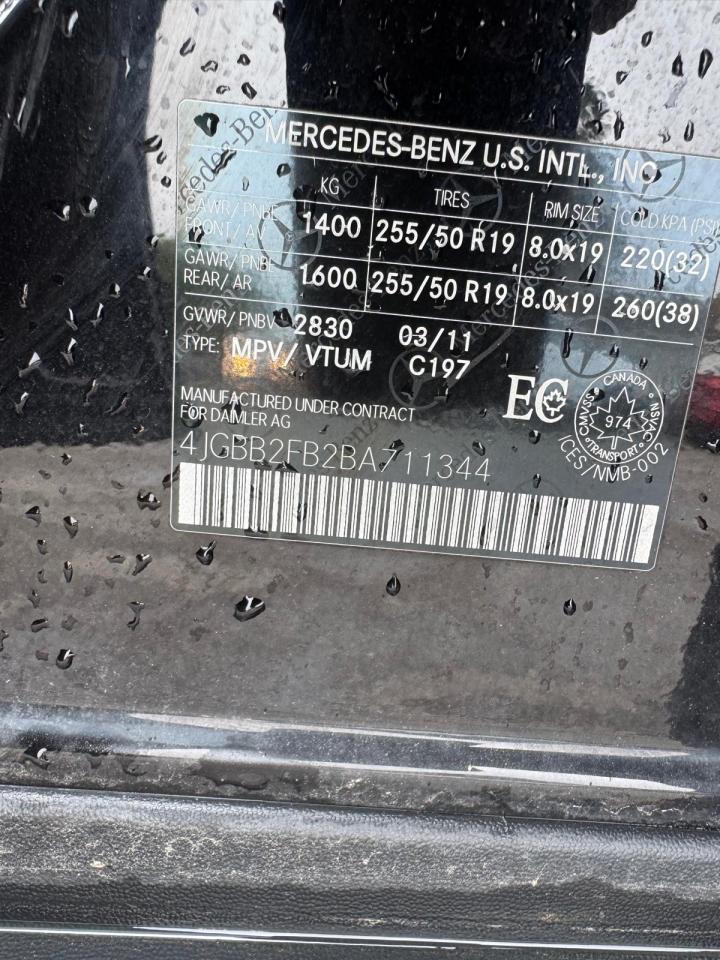 MERCEDES-BENZ U.S. INTL., INC
KG TIRES RIM SIZE COLD KPA (PSI)
GAWR/PNBE FRONT/AV 1400 255/50 R19 8.0x19 220(32)
GAWR/PNBE REAR/AR 1600 255/50 R19 8.0x19 260(38)
GVWR/PNBV 2830 03/11
TYPE: MPV/VTUM C197
MANUFACTURED UNDER CONTRACT
FOR DAIMLER AG
EC
CANADA
974
TRANSPORT
CMVSS NSVAC
ICES/NMB-002
4JGBB2FB2BA711344